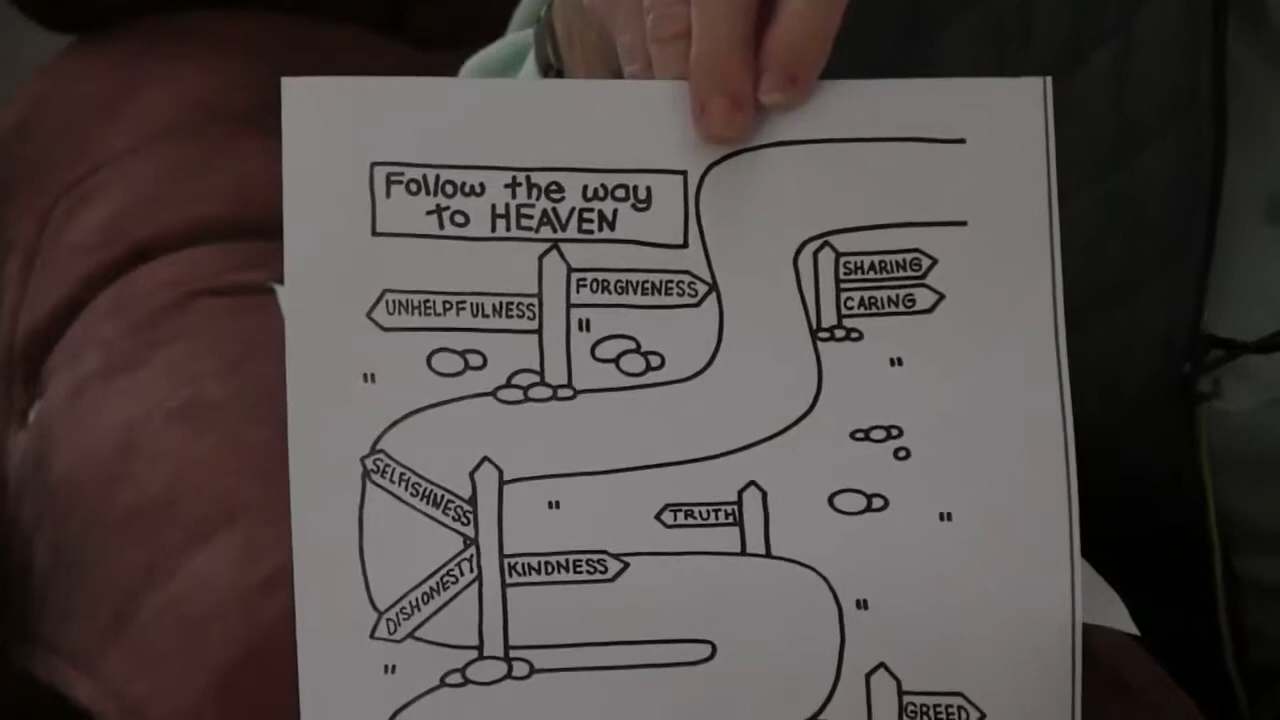 Follow the way
to HEAVEN
UNHELPFULNESS
FORGIVENESS
SHARING
CARING
SELFISHNESS
DISHONESTY
KINDNESS
TRUTH
GREED